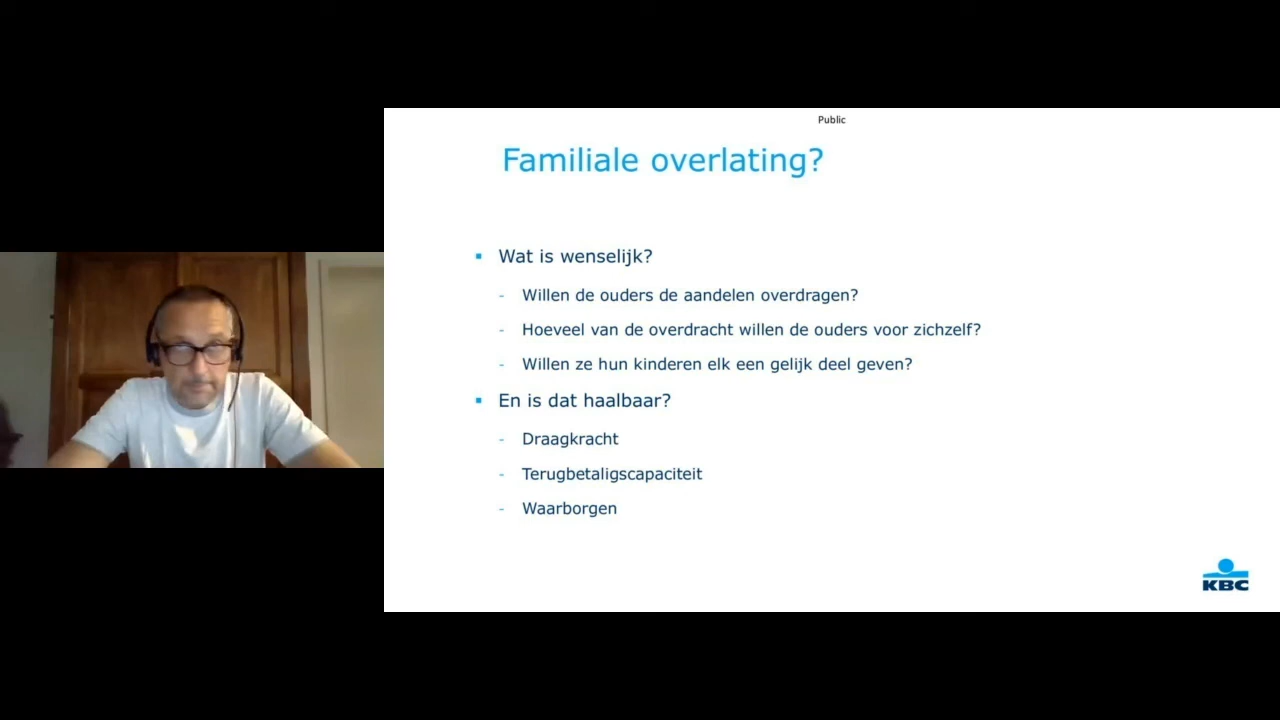 Public
Familiale overlating?
▪ Wat is wenselijk?
- Willen de ouders de aandelen overdragen?
- Hoeveel van de overdracht willen de ouders voor zichzelf?
- Willen ze hun kinderen elk een gelijk deel geven?
▪ En is dat haalbaar?
- Draagkracht
- Terugbetaligscapaciteit
- Waarborgen
KBC